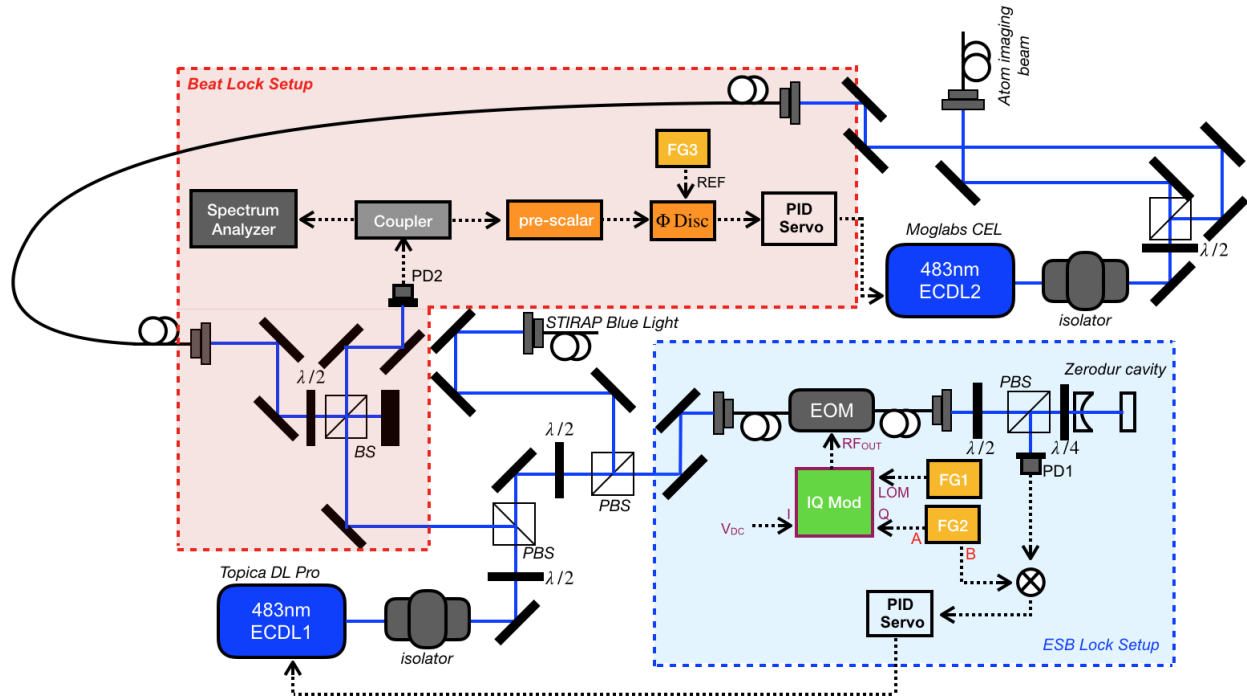 Beat Lock Setup
Atom imaging
beam
FG3
REF
Spectrum
Analyzer
Coupler
pre-scalar
Φ Disc
PID
Servo
PD2
Moglabs CEL
483nm
ECDL2
isolator
λ/2
STIRAP Blue Light
λ/2
BS
λ/2
PBS
PBS
EOM
RFOUT
PBS
Zerodur cavity
λ/2
λ/4
PD1
IQ Mod
LOM
FG1
I
Q
VDC
A
FG2
B
Topica DL Pro
483nm
ECDL1
isolator
λ/2
PID
Servo
ESB Lock Setup